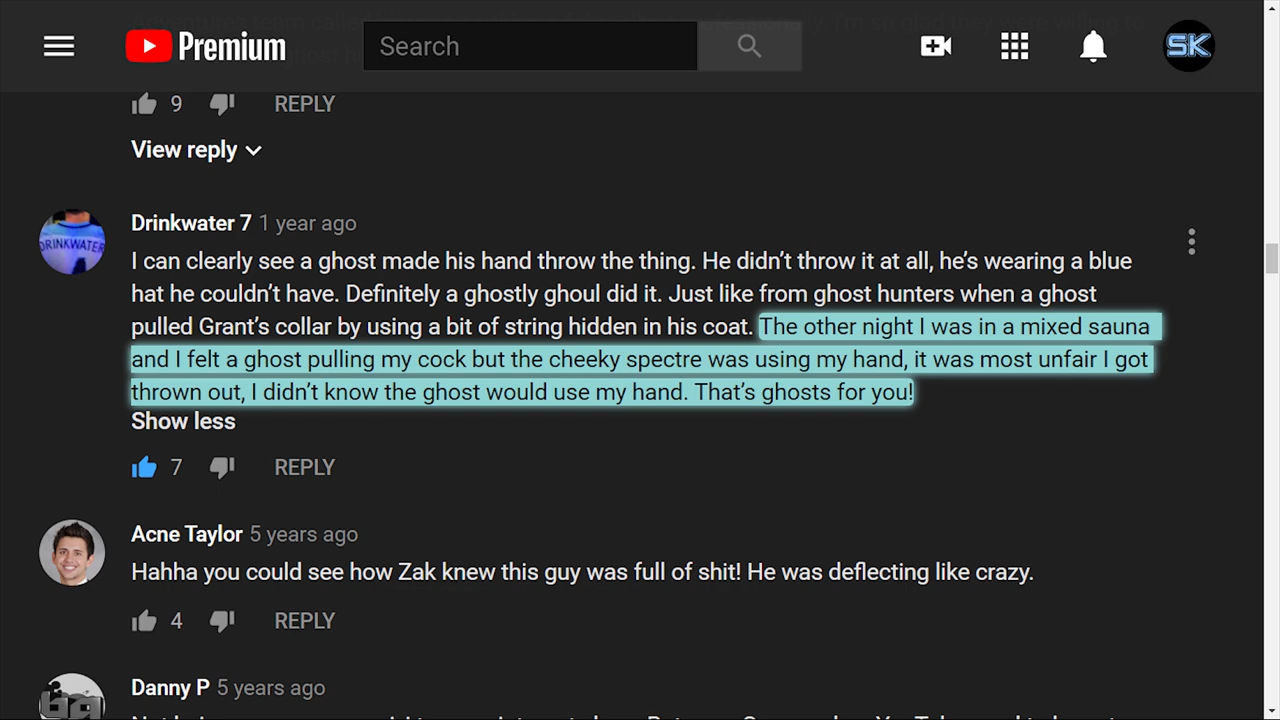 Premium
Search
SK
9
REPLY
View reply
DRINKWATER
Drinkwater 7 1 year ago
I can clearly see a ghost made his hand throw the thing. He didn’t throw it at all, he’s wearing a blue
hat he couldn’t have. Definitely a ghostly ghoul did it. Just like from ghost hunters when a ghost
pulled Grant’s collar by using a bit of string hidden in his coat. The other night I was in a mixed sauna
and I felt a ghost pulling my cock but the cheeky spectre was using my hand, it was most unfair I got
thrown out, I didn’t know the ghost would use my hand. That’s ghosts for you!
Show less
7
REPLY
Acne Taylor 5 years ago
Hahha you could see how Zak knew this guy was full of shit! He was deflecting like crazy.
4
REPLY
Danny P 5 years ago